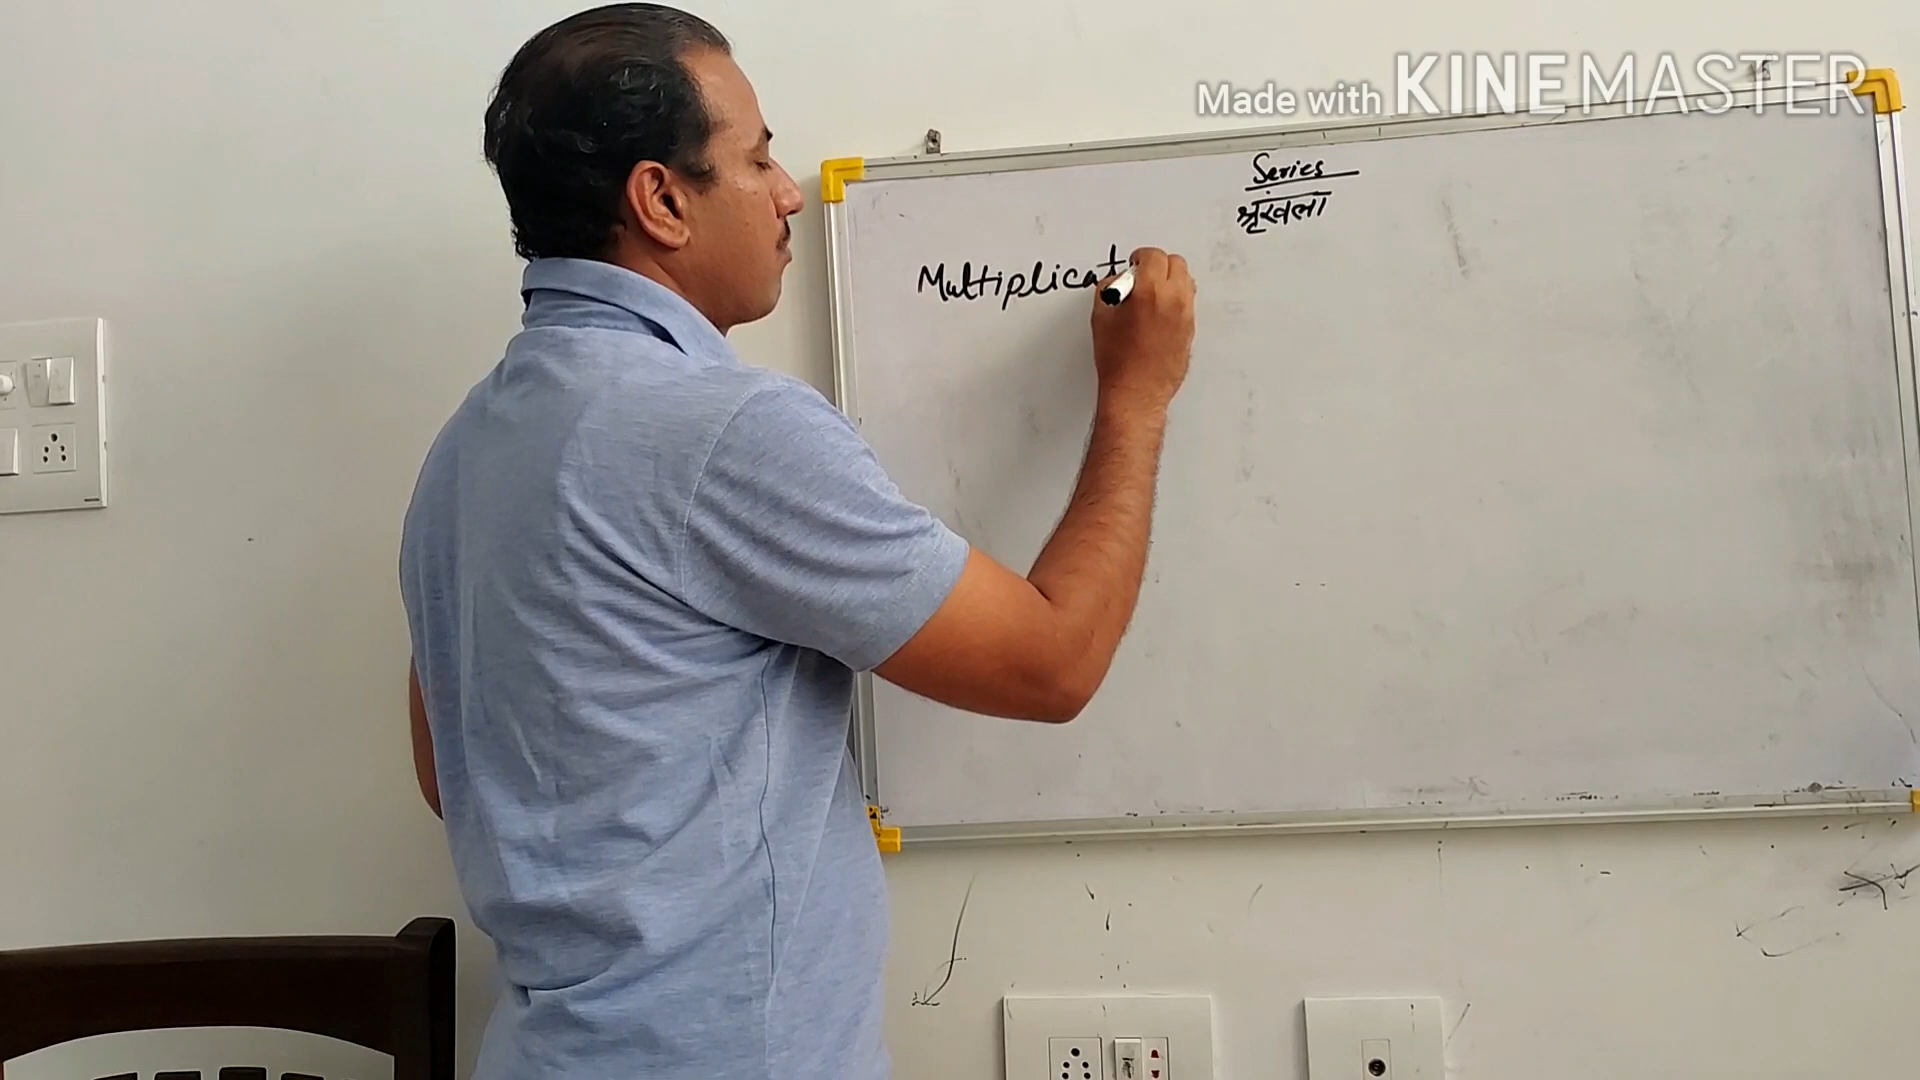 Made with KINEMASTER
Series
श्रृंखला
Multiplicat